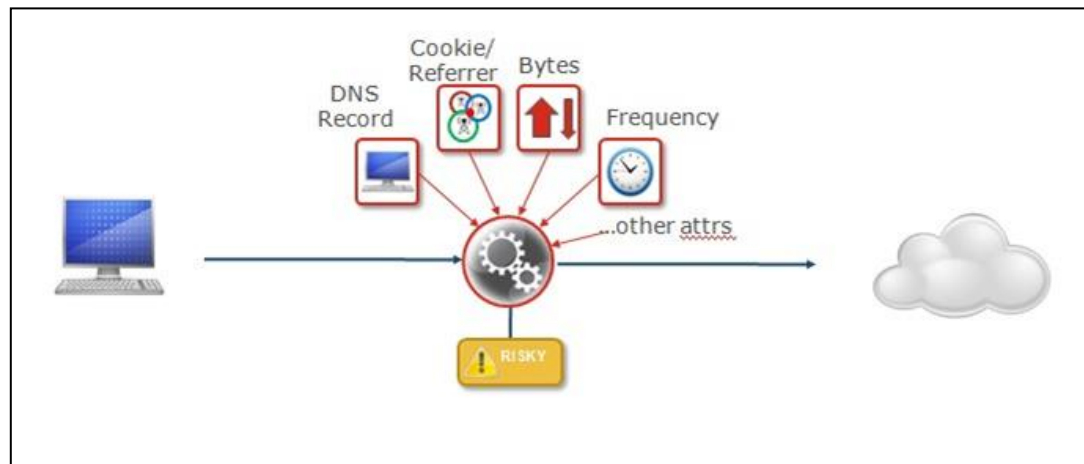 Cookie/
Referrer
Bytes
DNS
Record
Frequency
...other attrs
RISKY